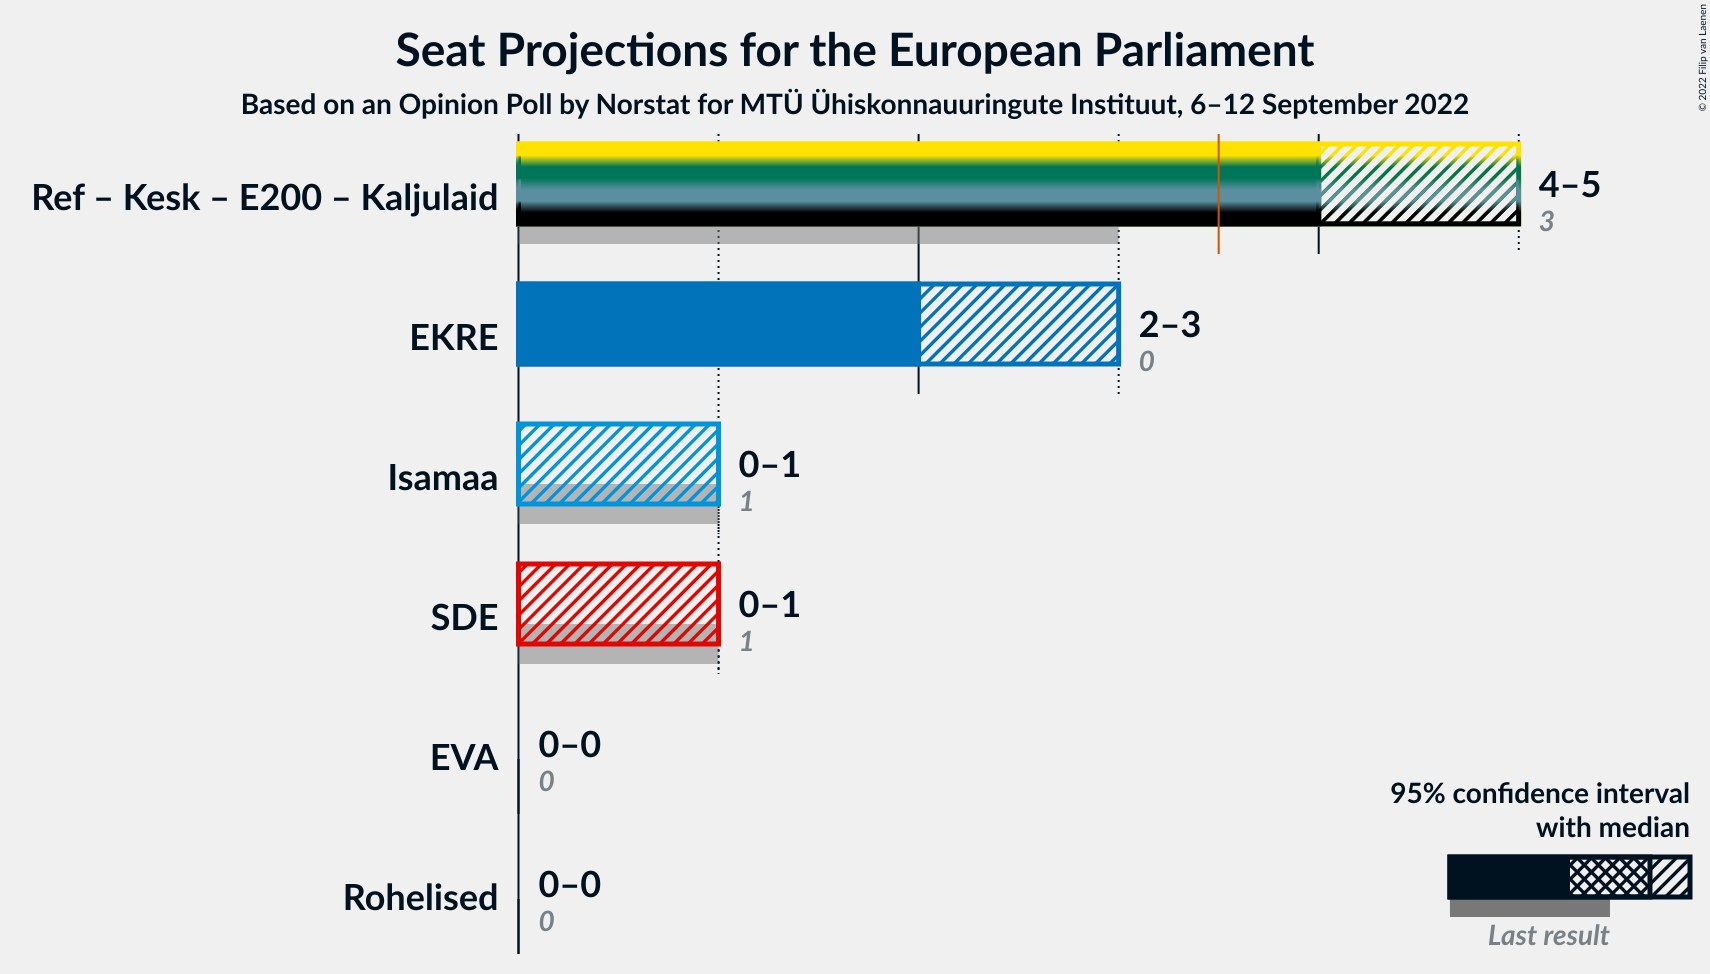 Seat Projections for the European Parliament
Based on an Opinion Poll by Norstat for MTÜ Ühiskonnauuringute Instituut, 6–12 September 2022
© 2022 Filip van Laenen
Ref – Kesk – E200 – Kaljulaid
4–5
3
EKRE
2–3
0
Isamaa
0–1
1
SDE
0–1
1
EVA
0–0
0
Rohelised
0–0
0
95% confidence interval
with median
Last result